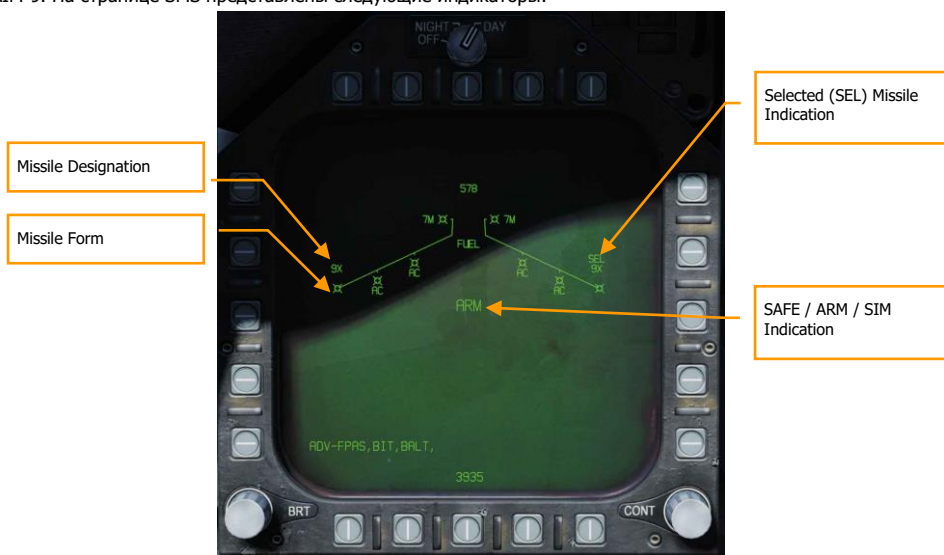 AIM-9. На странице SMS представлены следующие индикаторы:
NIGHT DAY
OFF
Selected (SEL) Missile
Indication
Missile Designation
Missile Form
578
7M 7M
FUEL
SEL
9X 9X
AC AC
AC AC
ARM
SAFE / ARM / SIM
Indication
ADV-FPAS,BIT,BALT,
3935
BRT CONT